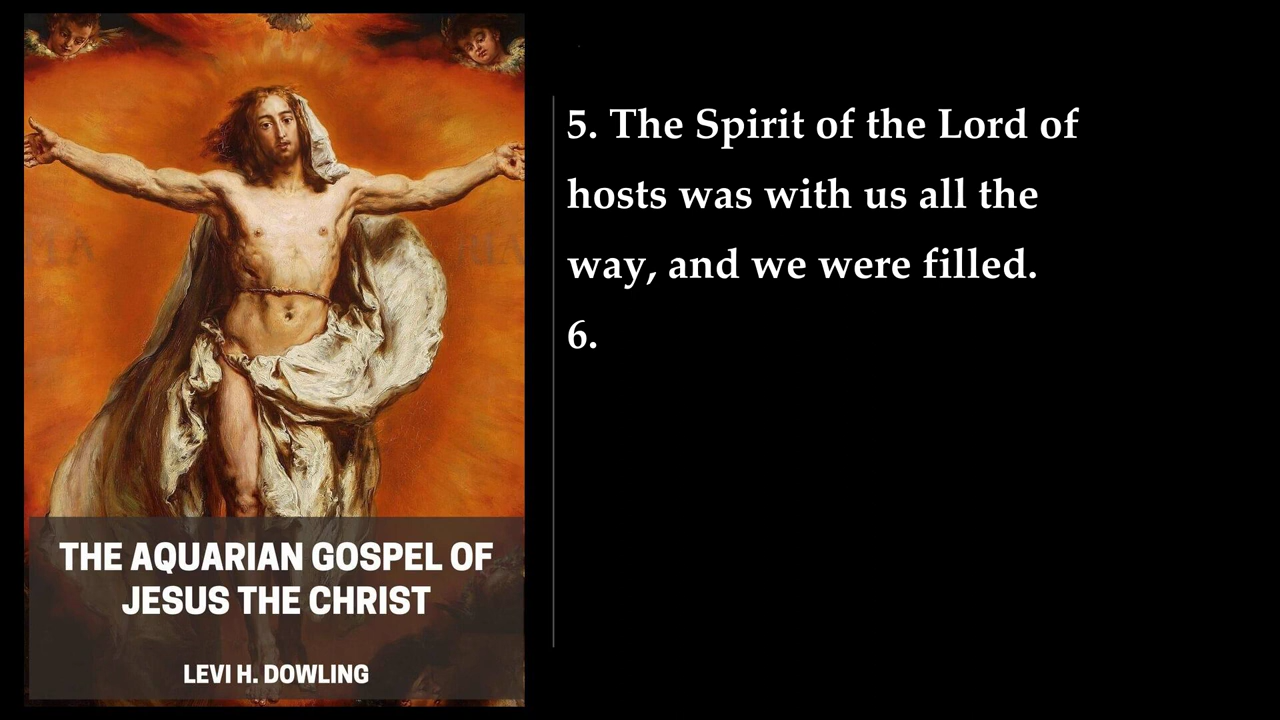 THE AQUARIAN GOSPEL OF
JESUS THE CHRIST
LEVI H. DOWLING
5. The Spirit of the Lord of
hosts was with us all the
way, and we were filled.
6.